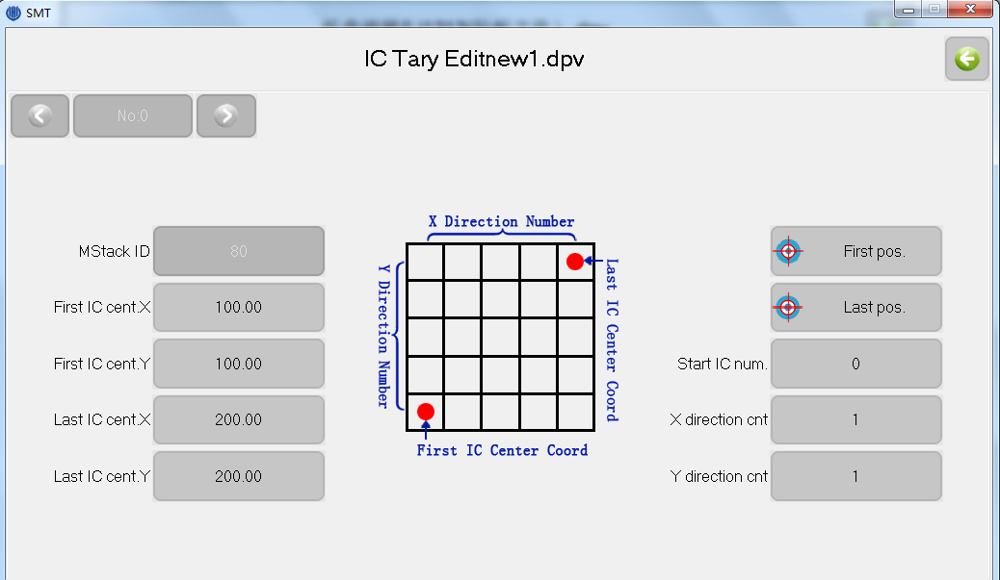 SMT
IC Tary Editnew1.dpv
No:0
X Direction Number
Y Direction Number
Last IC Center Coord
First IC Center Coord
MStack ID 80
First IC cent.X 100.00
First IC cent.Y 100.00
Last IC cent.X 200.00
Last IC cent.Y 200.00
First pos.
Last pos.
Start IC num. 0
X direction cnt 1
Y direction cnt 1